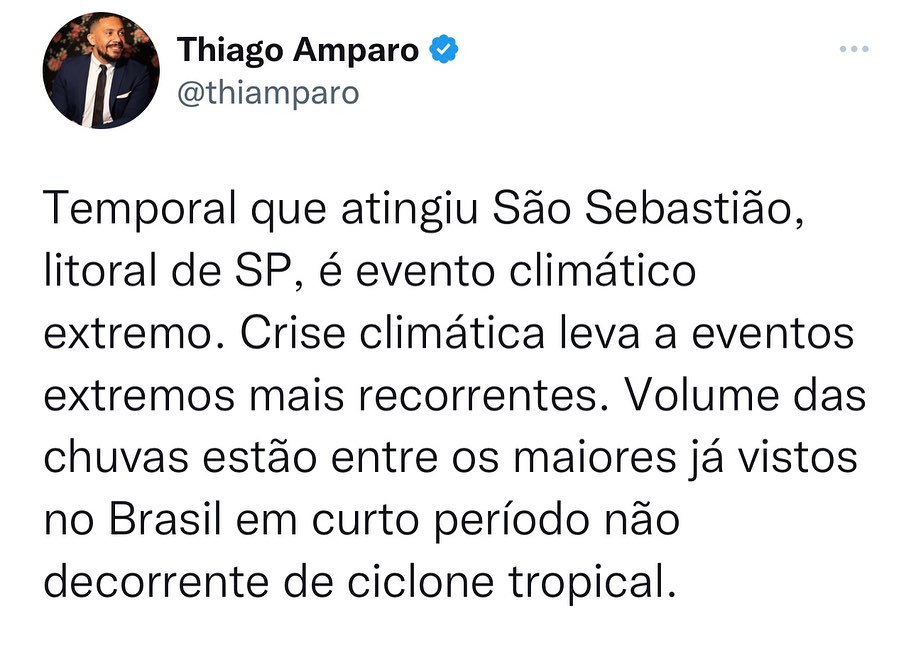 Thiago Amparo
@thiamparo
Temporal que atingiu São Sebastião,
litoral de SP, é evento climático
extremo. Crise climática leva a eventos
extremos mais recorrentes. Volume das
chuvas estão entre os maiores já vistos
no Brasil em curto período não
decorrente de ciclone tropical.